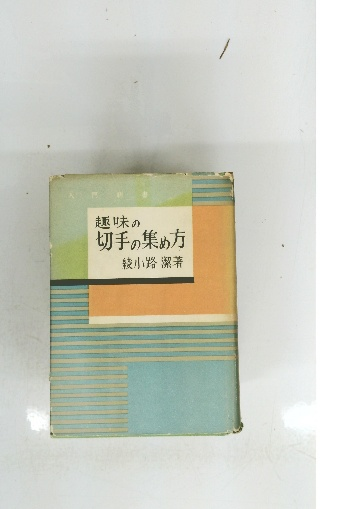 趣味の
切手の集め方
綾小路 潔著